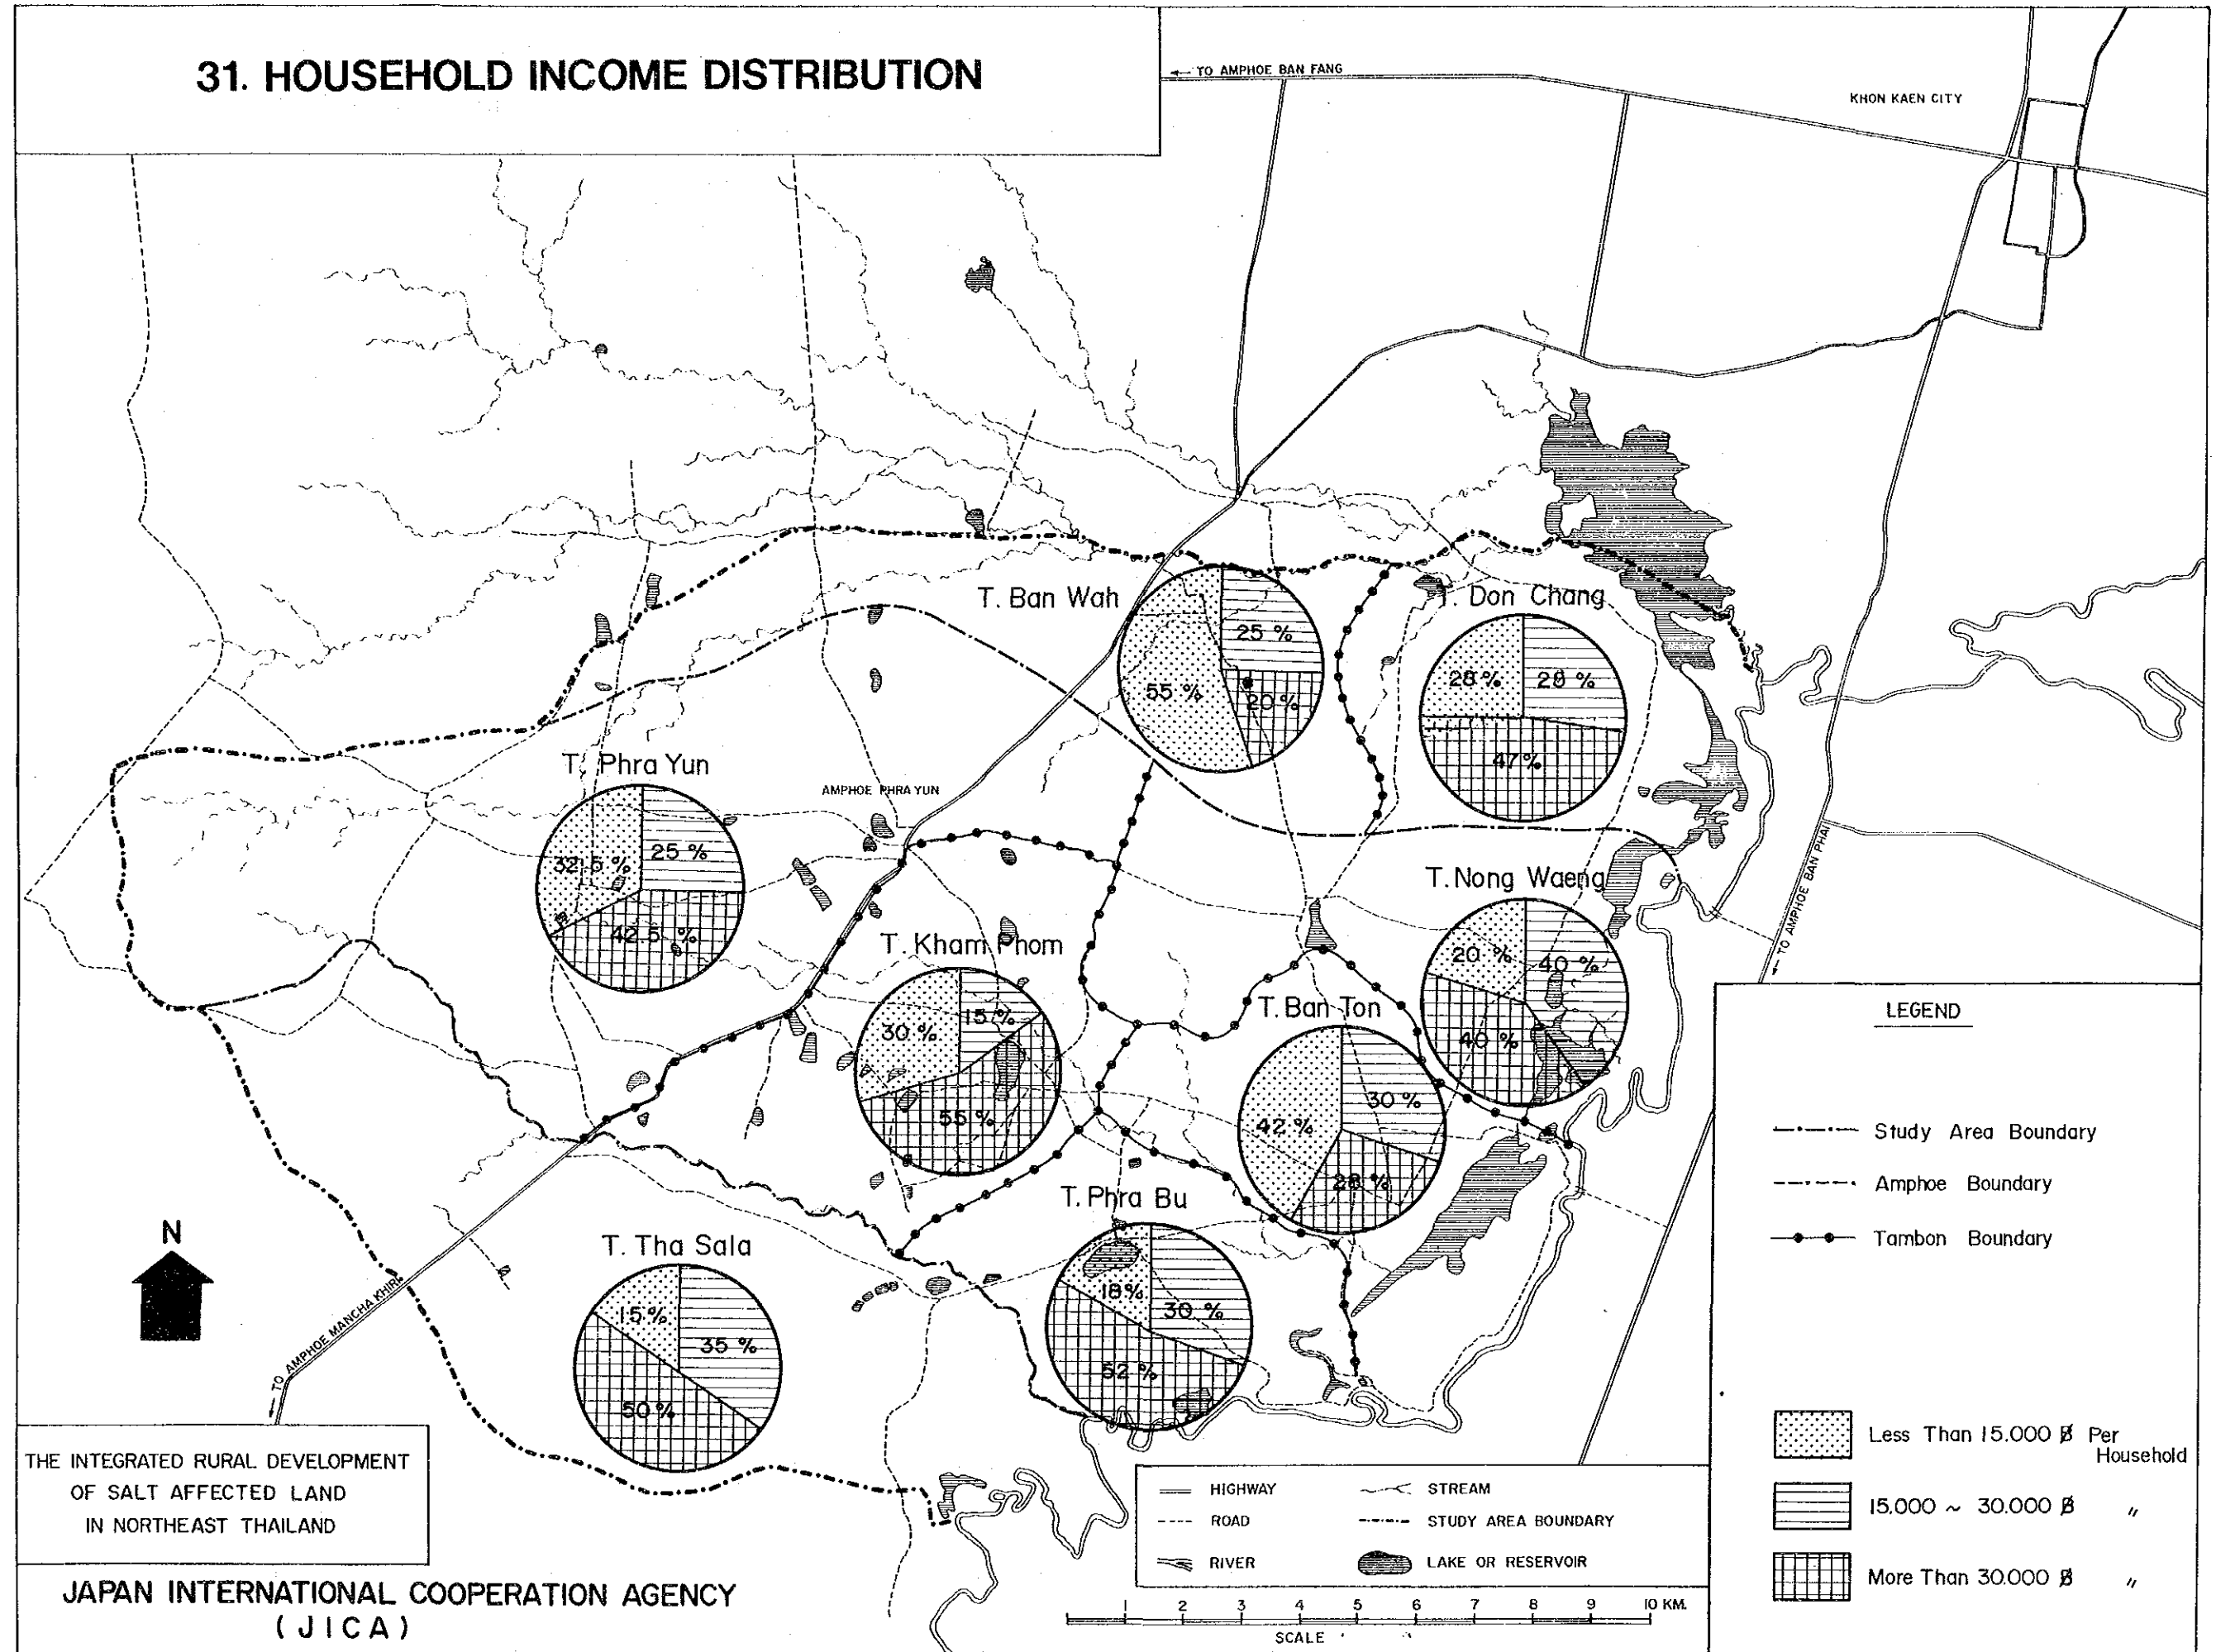 31. HOUSEHOLD INCOME DISTRIBUTION
← TO AMPHOE BAN FANG
KHON KAEN CITY
T. Ban Wah
25 %
55 %
20 %
T. Don Chang
28 %
28 %
47 %
T. Phra Yun
32.5 %
25 %
42.5 %
AMPHOE PHRA YUN
T. Nong Waeng
20 %
40 %
40 %
← TO AMPHOE BAN PHAI
T. Kham Phom
30 %
15 %
55 %
T. Ban Ton
30 %
42 %
28 %
T. Phra Bu
18%
30 %
52 %
T. Tha Sala
15 %
35 %
50 %
N
← TO AMPHOE MANCHA KHIRI
LEGEND
Study Area Boundary
Amphoe Boundary
Tambon Boundary
Less Than 15.000 ฿ Per
Household
15.000 ~ 30.000 ฿ 〃
More Than 30.000 ฿ 〃
THE INTEGRATED RURAL DEVELOPMENT
OF SALT AFFECTED LAND
IN NORTHEAST THAILAND
JAPAN INTERNATIONAL COOPERATION AGENCY
(JICA)
HIGHWAY
STREAM
ROAD
STUDY AREA BOUNDARY
RIVER
LAKE OR RESERVOIR
1 2 3 4 5 6 7 8 9 10 KM.
SCALE